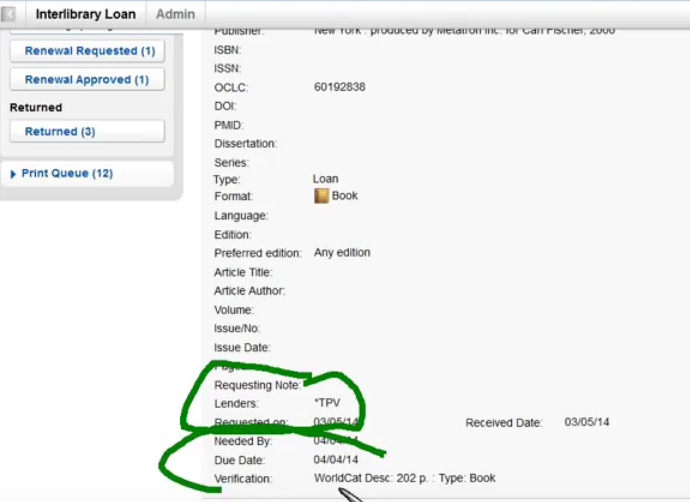 Interlibrary Loan Admin
Renewal Requested (1)
Renewal Approved (1)
Returned
Returned (3)
Print Queue (12)
Publisher: New York : produced by Metatron Inc. for Carl Fischer, 2000
ISBN:
ISSN:
OCLC: 60192838
DOI:
PMID:
Dissertation:
Series:
Type: Loan
Format: Book
Language:
Edition:
Preferred edition: Any edition
Article Title:
Article Author:
Volume:
Issue/No:
Issue Date:
Pages:
Requesting Note:
Lenders: *TPV
Requested on: 03/05/14 Received Date: 03/05/14
Needed By: 04/04/14
Due Date: 04/04/14
Verification: WorldCat Desc: 202 p. : Type: Book